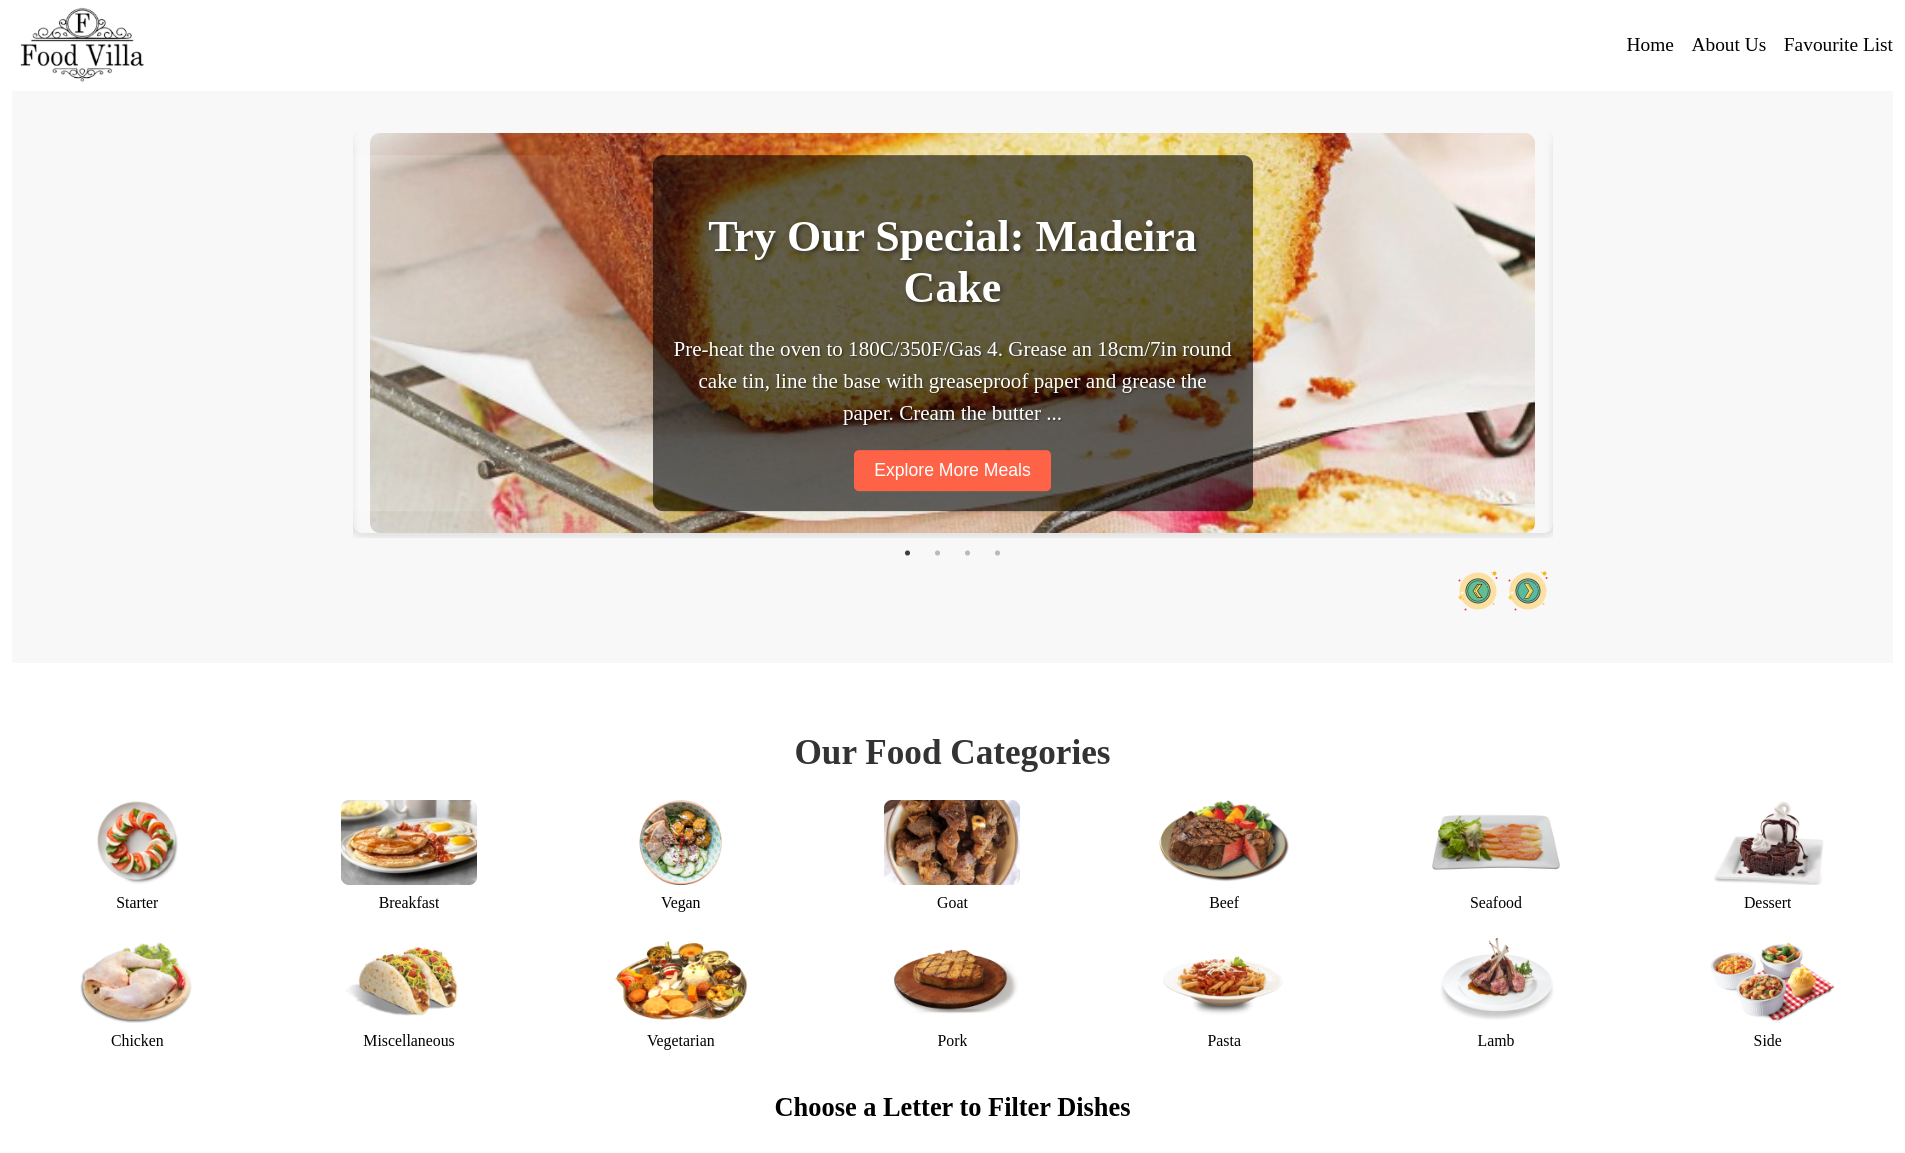 F
Food Villa
Home About Us Favourite List
Try Our Special: Madeira
Cake
Pre-heat the oven to 180C/350F/Gas 4. Grease an 18cm/7in round
cake tin, line the base with greaseproof paper and grease the
paper. Cream the butter ...
Explore More Meals
Our Food Categories
Starter Breakfast Vegan Goat Beef Seafood Dessert
Chicken Miscellaneous Vegetarian Pork Pasta Lamb Side
Choose a Letter to Filter Dishes